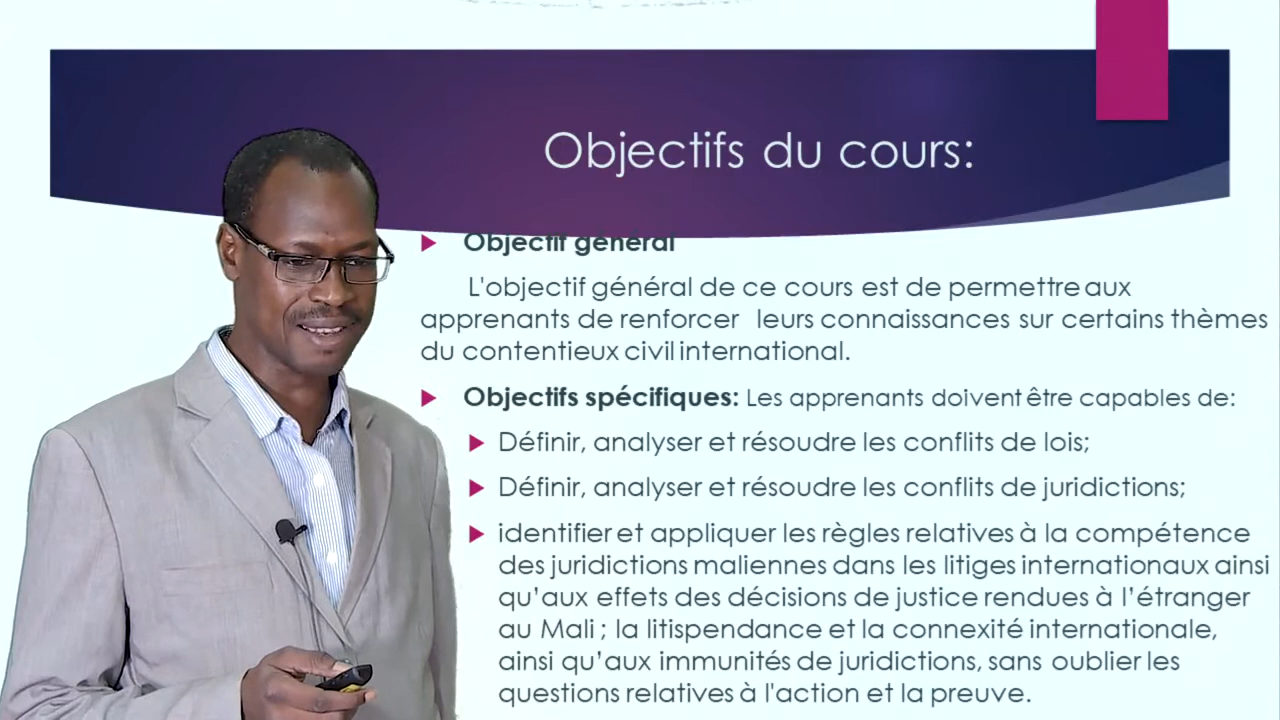 Objectifs du cours:
Objectif général
L'objectif général de ce cours est de permettre aux
apprenants de renforcer leurs connaissances sur certains thèmes
du contentieux civil international.
Objectifs spécifiques: Les apprenants doivent être capables de:
Définir, analyser et résoudre les conflits de lois;
Définir, analyser et résoudre les conflits de juridictions;
identifier et appliquer les règles relatives à la compétence
des juridictions maliennes dans les litiges internationaux ainsi
qu’aux effets des décisions de justice rendues à l’étranger
au Mali ; la litispendance et la connexité internationale,
ainsi qu’aux immunités de juridictions, sans oublier les
questions relatives à l'action et la preuve.